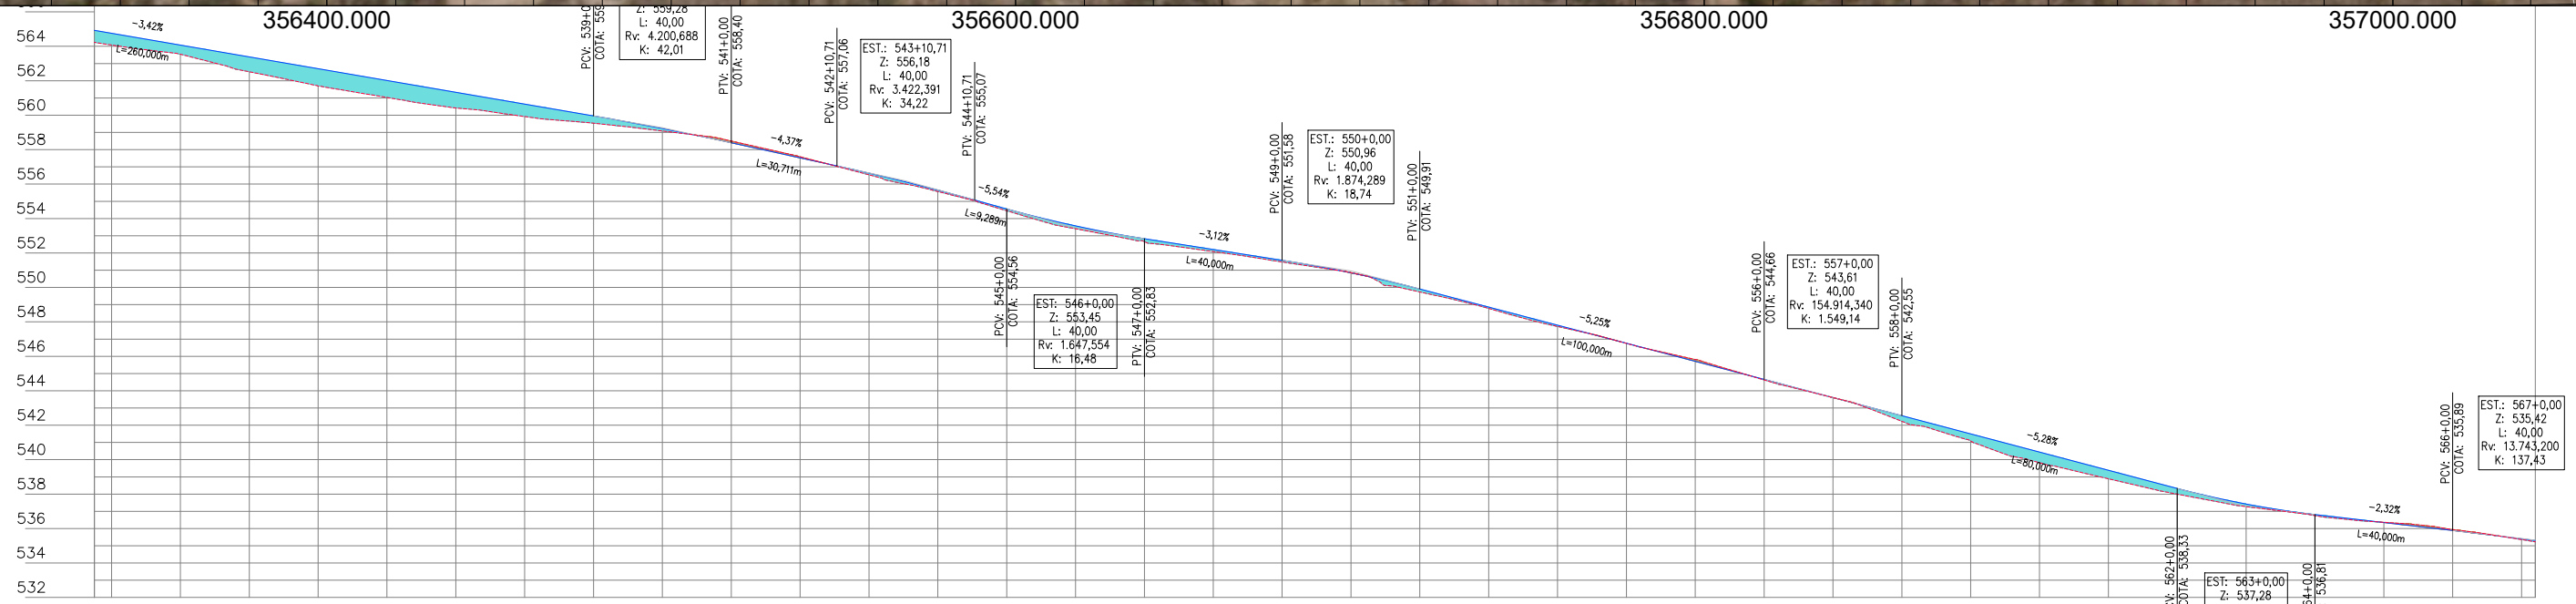 356400.000
356600.000
356800.000
357000.000
564
562
560
558
556
554
552
550
548
546
544
542
540
538
536
534
532
-3,42%
L=260,000m
Z: 559,28
L: 40,00
Rv: 4.200,688
K: 42,01
PTV: 541+0,00
COTA: 558,40
-4,37%
L=30,711m
PCV: 542+10,71
COTA: 557,06
EST.: 543+10,71
Z: 556,18
L: 40,00
Rv: 3.422,391
K: 34,22
PTV: 544+10,71
COTA: 555,07
-5,54%
L=9,289m
PCV: 545+0,00
COTA: 554,56
EST: 546+0,00
Z: 553,45
L: 40,00
Rv: 1.647,554
K: 16,48
PTV: 547+0,00
COTA: 552,83
-3,12%
L=40,000m
PCV: 549+0,00
COTA: 551,58
EST.: 550+0,00
Z: 550,96
L: 40,00
Rv: 1.874,289
K: 18,74
PTV: 551+0,00
COTA: 549,91
-5,25%
L=100,000m
PCV: 556+0,00
COTA: 544,66
EST.: 557+0,00
Z: 543,61
L: 40,00
Rv: 154.914,340
K: 1.549,14
PTV: 558+0,00
COTA: 542,55
-5,28%
L=80,000m
562+0,00
COTA: 538,33
EST: 563+0,00
Z: 537,28
536,81
-2,32%
L=40,000m
PCV: 566+0,00
COTA: 535,89
EST.: 567+0,00
Z: 535,42
L: 40,00
Rv: 13.743,200
K: 137,43